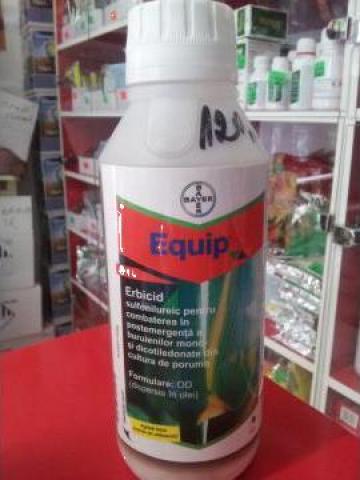 BAYER
BAYER
Equip
Erbicid
sulfonilureic pentru
combaterea în
postemergență a
buruienilor mono-
și dicotiledonate din
cultura de porumb
Formulare: OD
(dispersie în ulei)